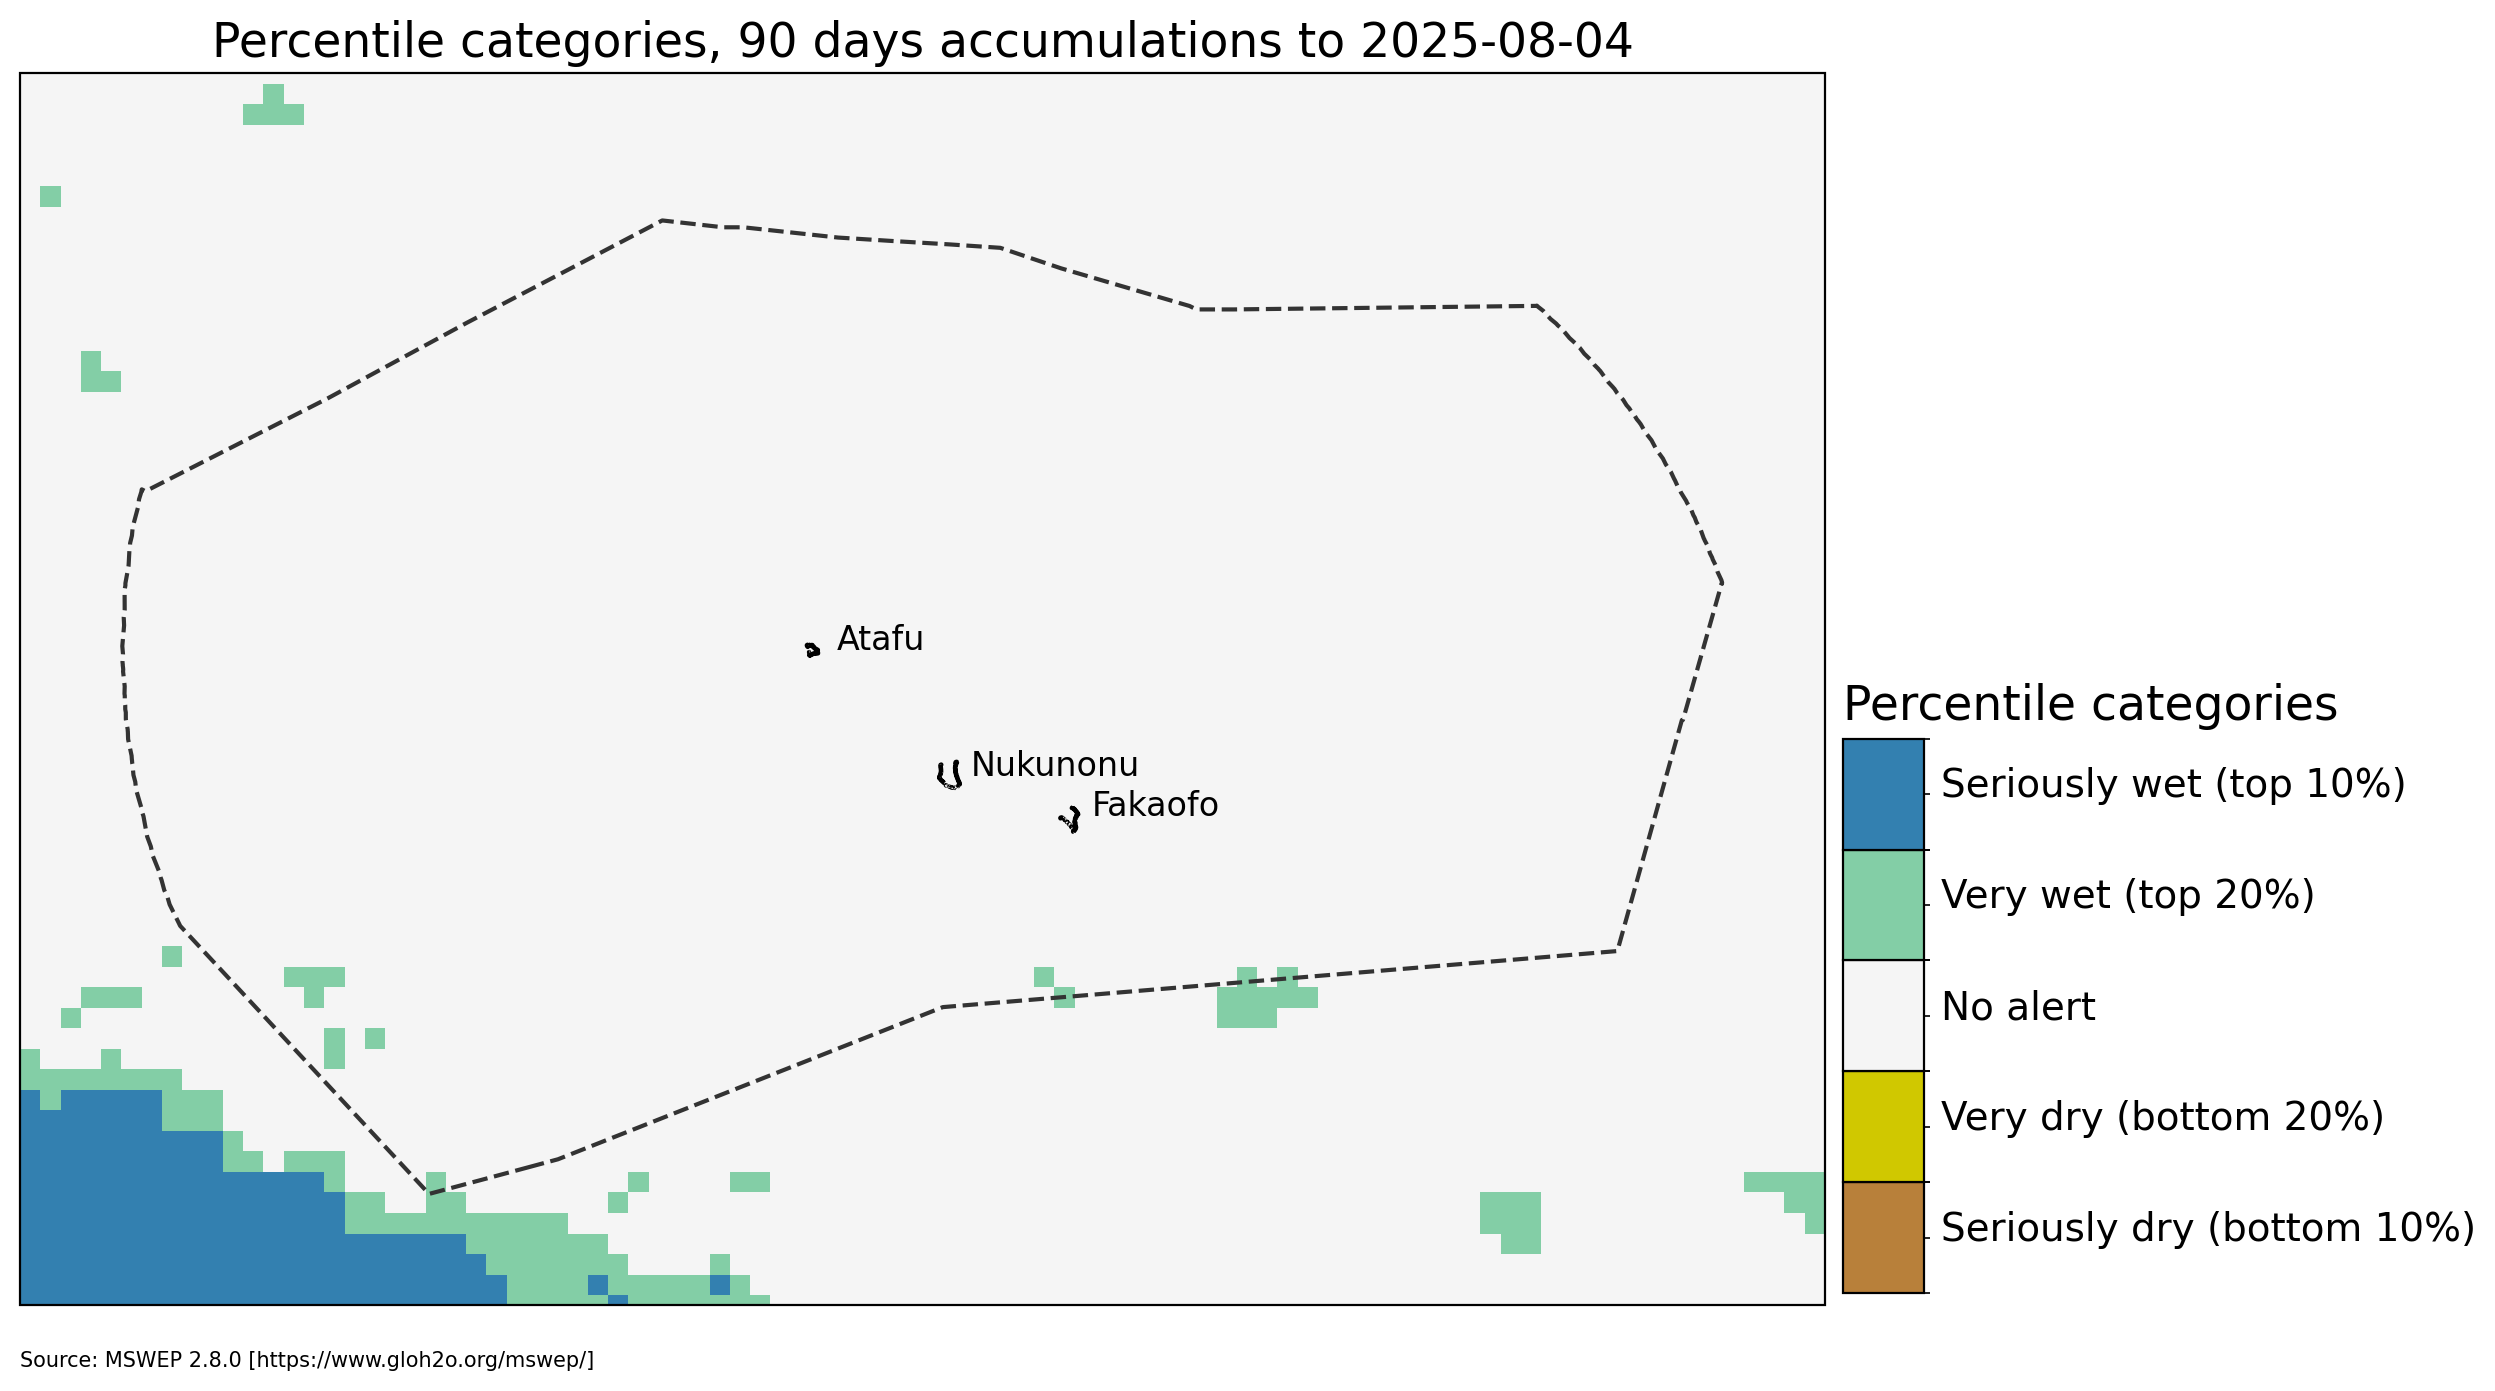 Percentile categories, 90 days accumulations to 2025-08-04
Atafu
Nukunonu
Fakaofo
Percentile categories
Seriously wet (top 10%)
Very wet (top 20%)
No alert
Very dry (bottom 20%)
Seriously dry (bottom 10%)
Source: MSWEP 2.8.0 [https://www.gloh2o.org/mswep/]